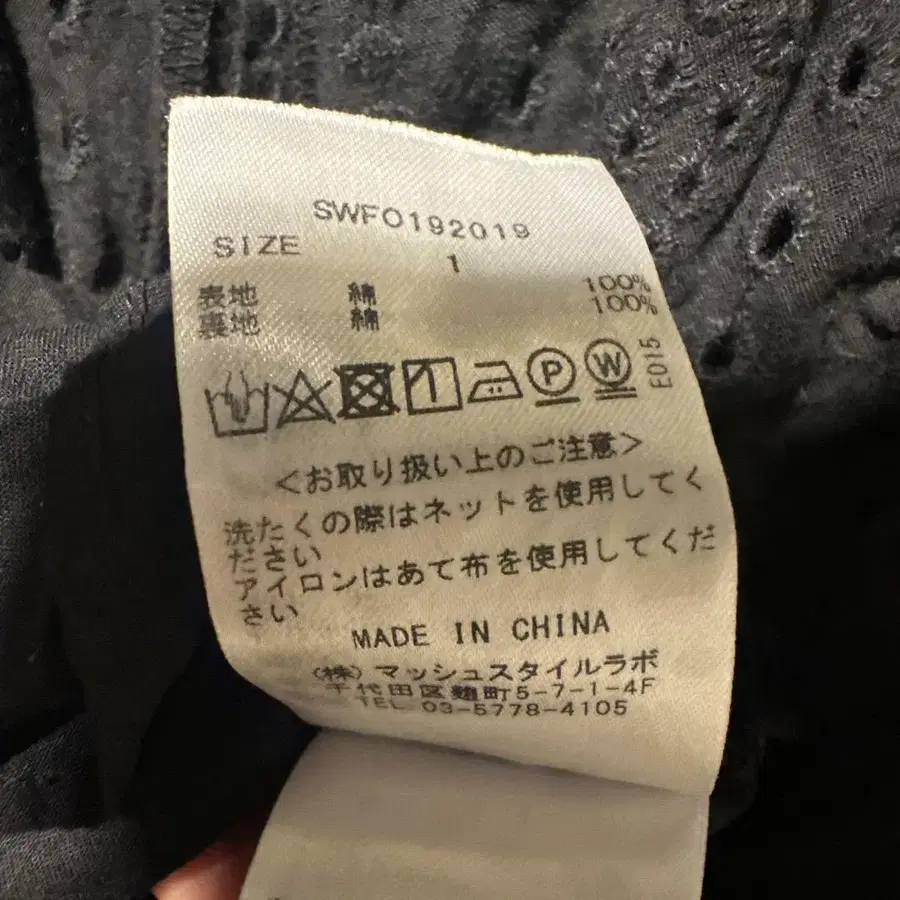 SWFO192019
SIZE 1
表地 綿 100%
裏地 綿 100%
P W E015
<お取り扱い上のご注意>
洗たくの際はネットを使用してく
ださい
アイロンはあて布を使用してくだ
さい
MADE IN CHINA
(株)マッシュスタイルラボ
千代田区麹町5-7-1-4F
TEL 03-5778-4105